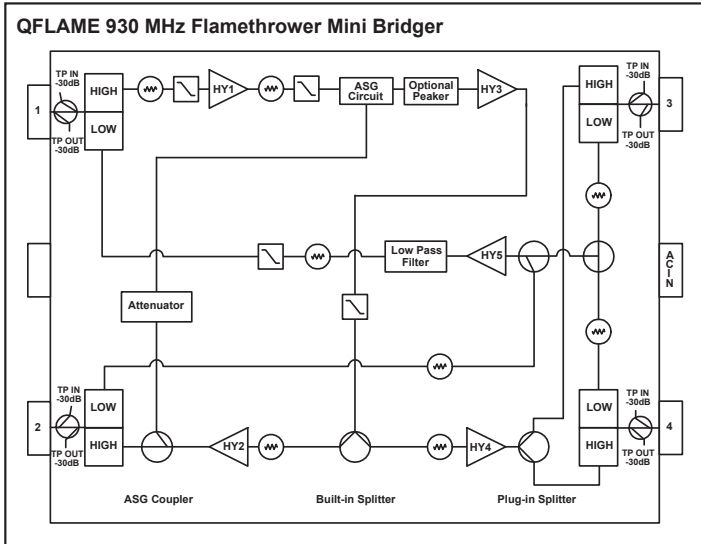 QFLAME 930 MHz Flamethrower Mini Bridger
TP IN
-30dB
1
TP OUT
-30dB
HIGH
LOW
HY1
ASG
Circuit
Optional
Peaker
HY3
HIGH
LOW
TP IN
-30dB
3
TP OUT
-30dB
Low Pass
Filter
HY5
A
C
I
N
Attenuator
TP IN
-30dB
2
TP OUT
-30dB
LOW
HIGH
HY2
HY4
LOW
HIGH
TP IN
-30dB
4
TP OUT
-30dB
ASG Coupler
Built-in Splitter
Plug-in Splitter